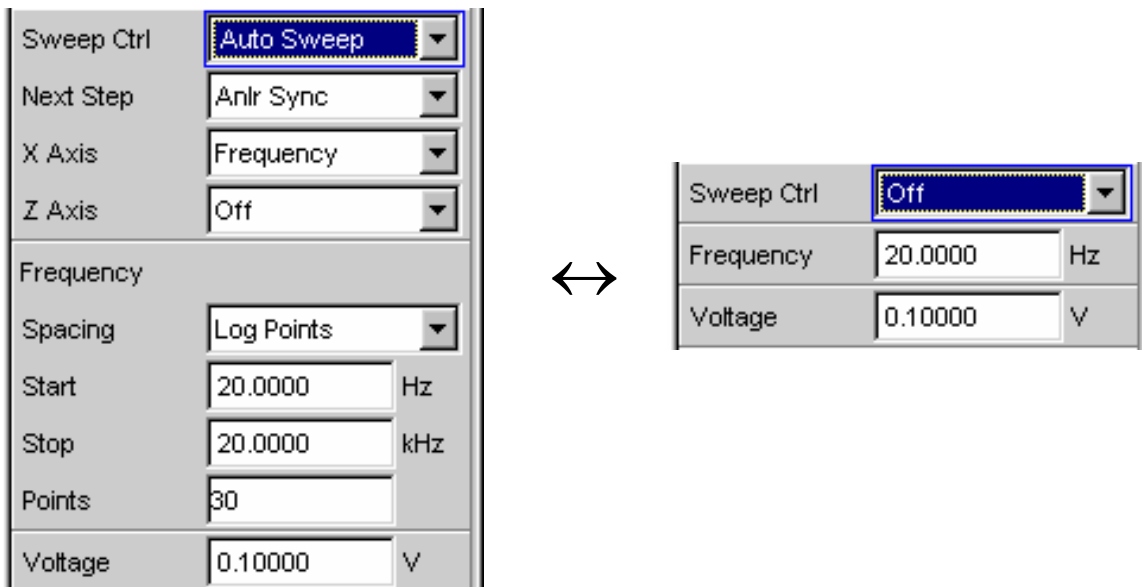 Sweep Ctrl Auto Sweep
Next Step Anlr Sync
X Axis Frequency
Z Axis Off
Frequency
Spacing Log Points
Start 20.0000 Hz
Stop 20.0000 kHz
Points 30
Voltage 0.10000 V
↔
Sweep Ctrl Off
Frequency 20.0000 Hz
Voltage 0.10000 V